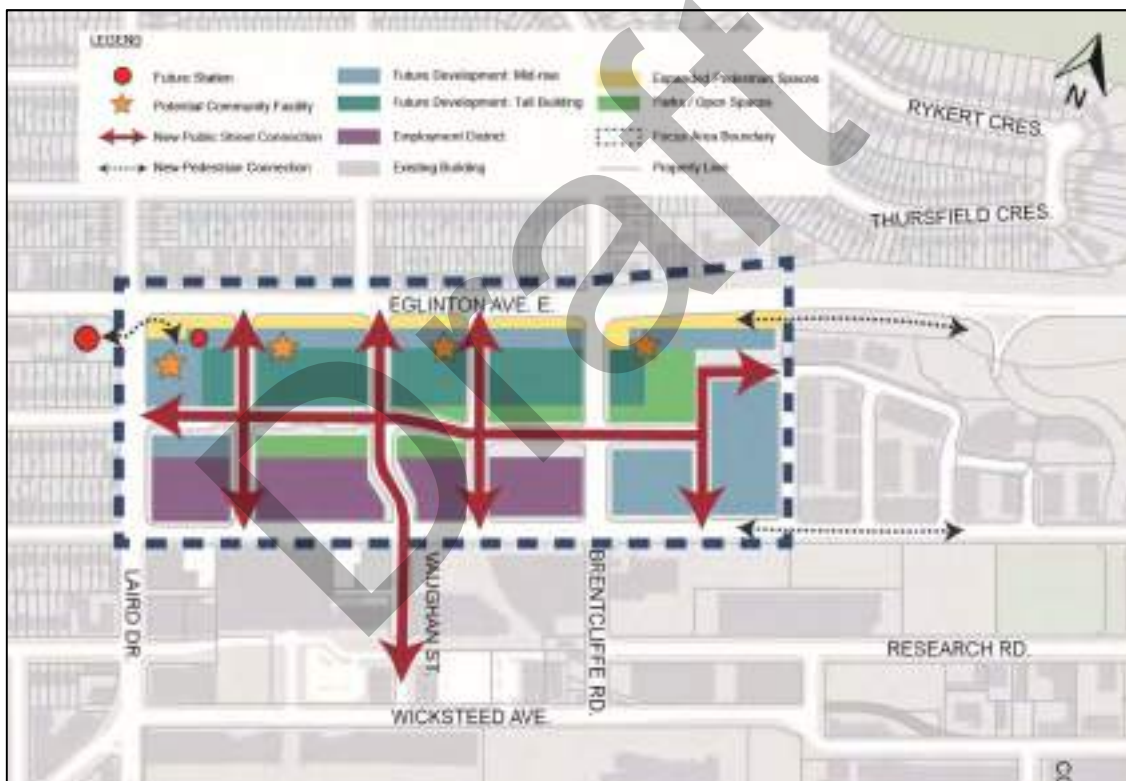 LEGEND
Future Station
Potential Community Facility
New Public Street Connection
New Pedestrian Connection
Future Development: Mid-rise
Future Development: Tall Building
Employment District
Existing Building
Expanded Pedestrian Spaces
Parks / Open Spaces
Focus Area Boundary
Property Line
N
RYKERT CRES.
THURSFIELD CRES.
EGLINTON AVE. E.
LAIRD DR.
VAUGHAN ST.
BRENTCLIFFE RD.
RESEARCH RD.
WICKSTEED AVE.
CO
Draft